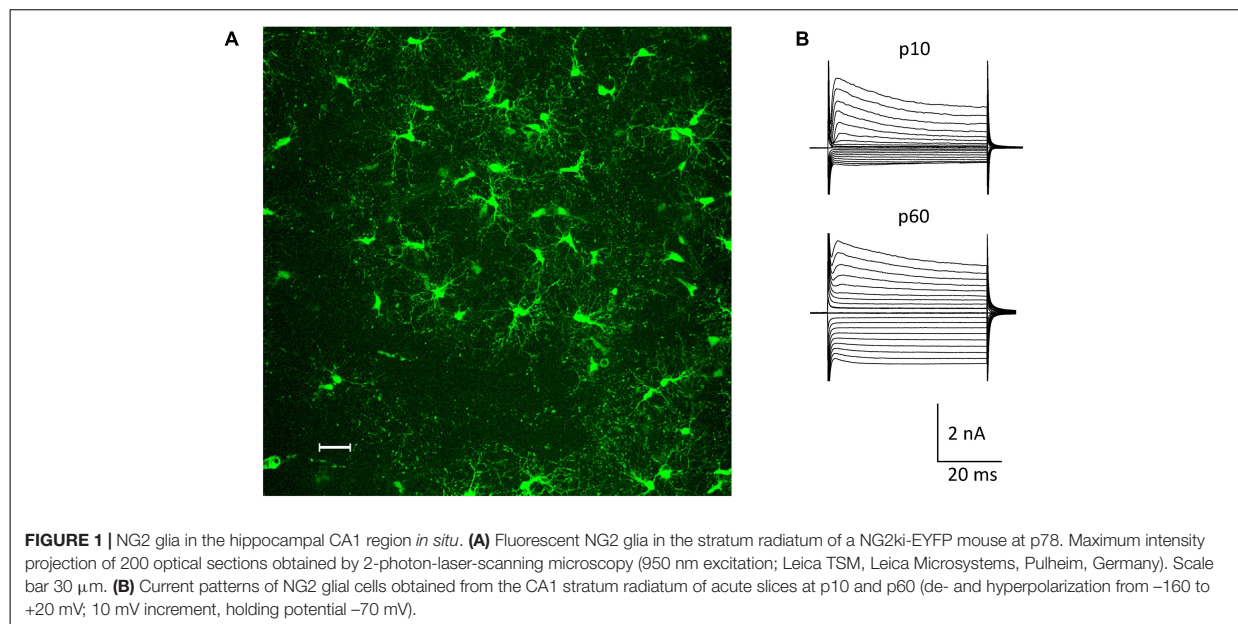 A
B
p10
p60
2 nA
20 ms
FIGURE 1 | NG2 glia in the hippocampal CA1 region in situ. (A) Fluorescent NG2 glia in the stratum radiatum of a NG2ki-EYFP mouse at p78. Maximum intensity
projection of 200 optical sections obtained by 2-photon-laser-scanning microscopy (950 nm excitation; Leica TSM, Leica Microsystems, Pulheim, Germany). Scale
bar 30 μm. (B) Current patterns of NG2 glial cells obtained from the CA1 stratum radiatum of acute slices at p10 and p60 (de- and hyperpolarization from –160 to
+20 mV; 10 mV increment, holding potential –70 mV).